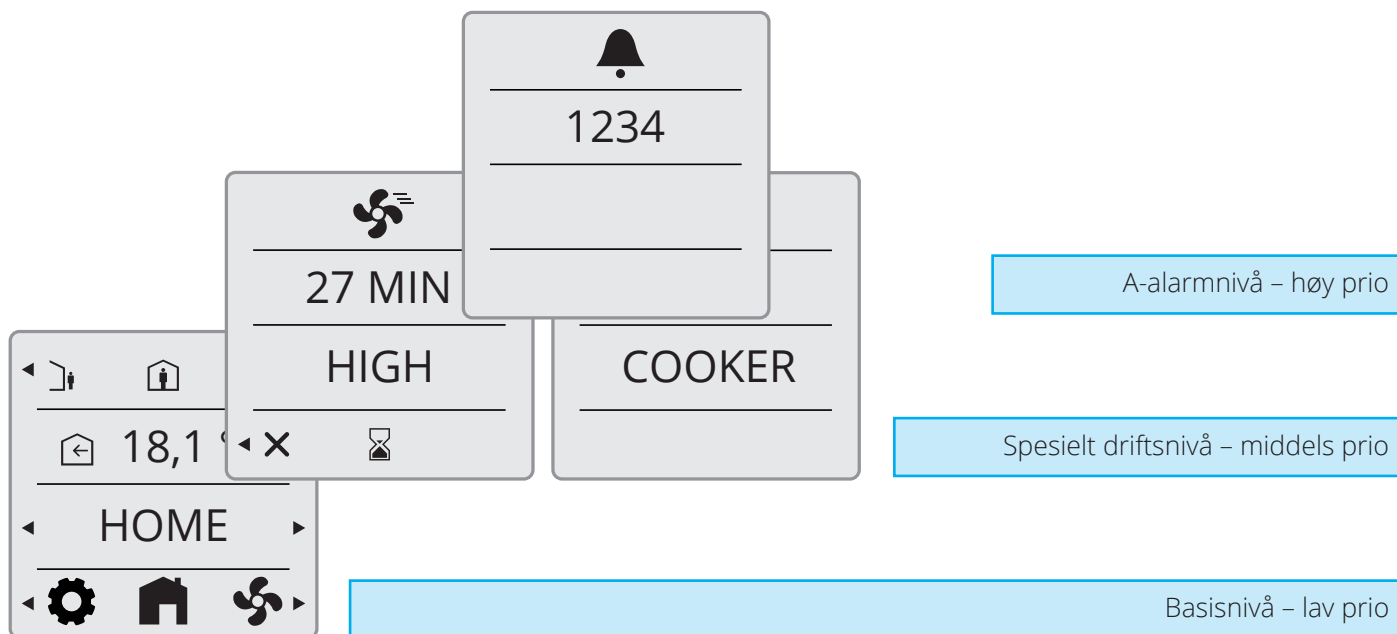 1234
27 MIN
A-alarmnivå – høy prio
HIGH
COOKER
18,1 °
Spesielt driftsnivå – middels prio
HOME
Basisnivå – lav prio